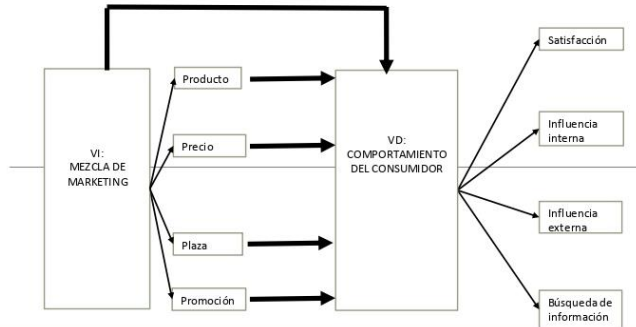 VI:
MEZCLA DE
MARKETING
Producto
Precio
Plaza
Promoción
VD:
COMPORTAMIENTO
DEL CONSUMIDOR
Satisfacción
Influencia
interna
Influencia
externa
Búsqueda de
información